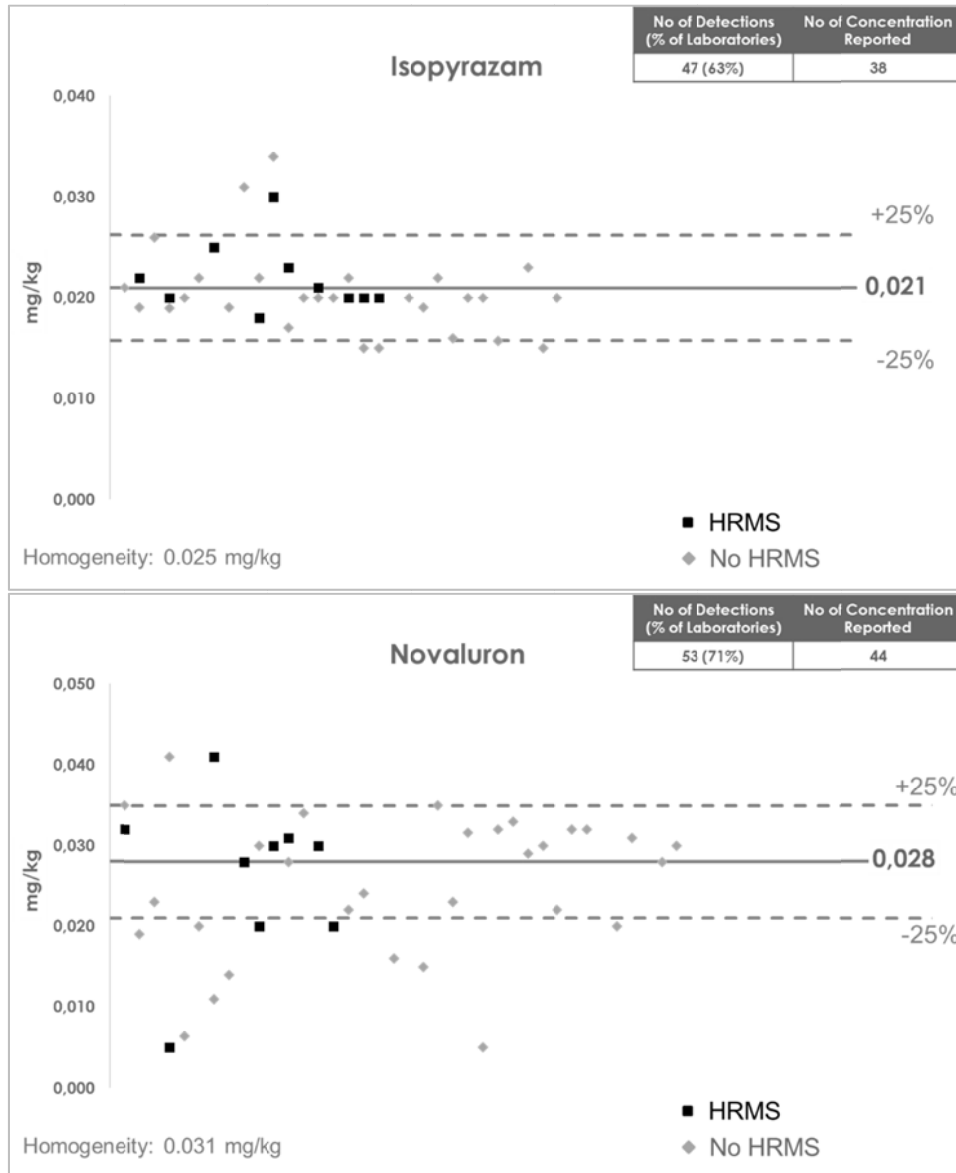 No of Detections
(% of Laboratories)
No of Concentration
Reported
47 (63%)
38
Isopyrazam
0,040
0,030
0,020
0,010
0,000
mg/kg
+25%
0,021
-25%
HRMS
No HRMS
Homogeneity: 0.025 mg/kg
No of Detections
(% of Laboratories)
No of Concentration
Reported
53 (71%)
44
Novaluron
0,050
0,040
0,030
0,020
0,010
0,000
mg/kg
+25%
0,028
-25%
HRMS
No HRMS
Homogeneity: 0.031 mg/kg